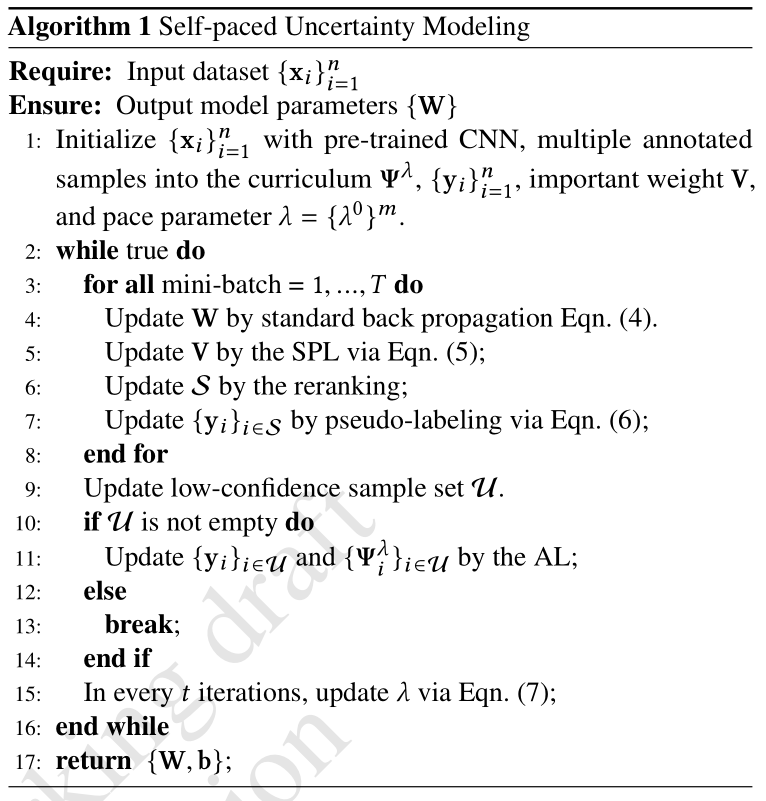 Algorithm 1 Self-paced Uncertainty Modeling
Require: Input dataset {x_i}_{i=1}^n
Ensure: Output model parameters {W}
1: Initialize {x_i}_{i=1}^n with pre-trained CNN, multiple annotated
samples into the curriculum Ψ^λ, {y_i}_{i=1}^n, important weight V,
and pace parameter λ = {λ^0}^m.
2: while true do
3: for all mini-batch = 1, ..., T do
4: Update W by standard back propagation Eqn. (4).
5: Update V by the SPL via Eqn. (5);
6: Update 𝒮 by the reranking;
7: Update {y_i}_{i∈𝒮} by pseudo-labeling via Eqn. (6);
8: end for
9: Update low-confidence sample set 𝒰.
10: if 𝒰 is not empty do
11: Update {y_i}_{i∈𝒰} and {Ψ_i^λ}_{i∈𝒰} by the AL;
12: else
13: break;
14: end if
15: In every t iterations, update λ via Eqn. (7);
16: end while
17: return {W, b};
king draft
ion